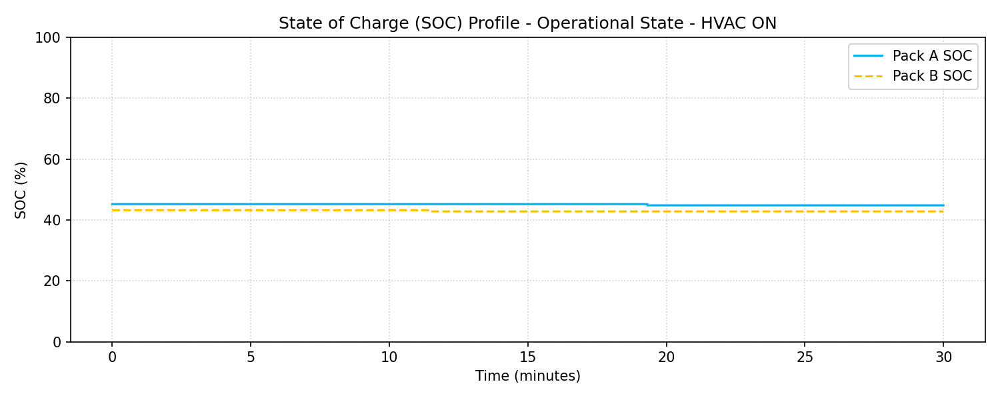 State of Charge (SOC) Profile - Operational State - HVAC ON
Pack A SOC
Pack B SOC
SOC (%)
100
80
60
40
20
0
0 5 10 15 20 25 30
Time (minutes)